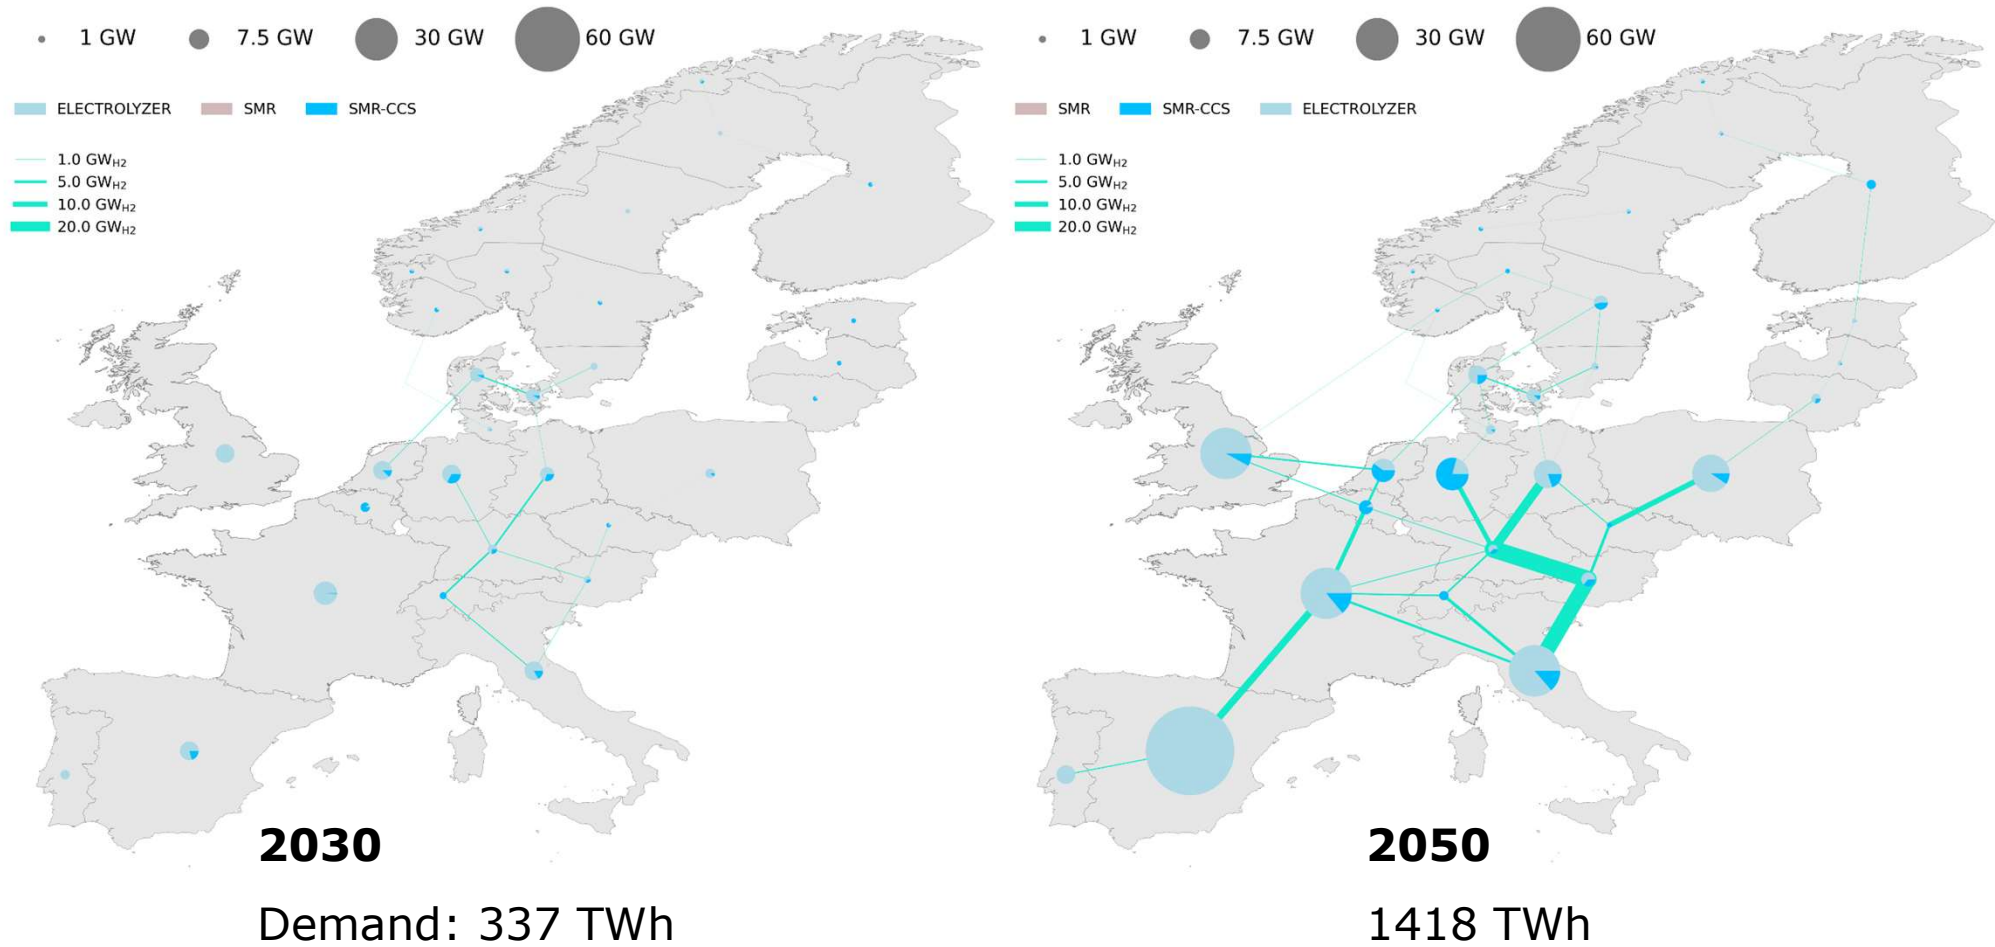 1 GW 7.5 GW 30 GW 60 GW
ELECTROLYZER SMR SMR-CCS
1.0 GWH2
5.0 GWH2
10.0 GWH2
20.0 GWH2
2030
Demand: 337 TWh
1 GW 7.5 GW 30 GW 60 GW
SMR SMR-CCS ELECTROLYZER
1.0 GWH2
5.0 GWH2
10.0 GWH2
20.0 GWH2
2050
1418 TWh